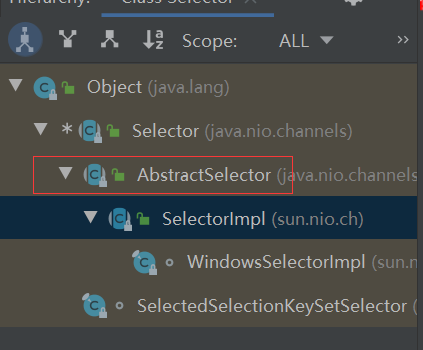 Hierarchy: Class Selector
Scope: ALL
Object (java.lang)
* Selector (java.nio.channels)
AbstractSelector (java.nio.channels
SelectorImpl (sun.nio.ch)
WindowsSelectorImpl (sun.n
SelectedSelectionKeySetSelector (